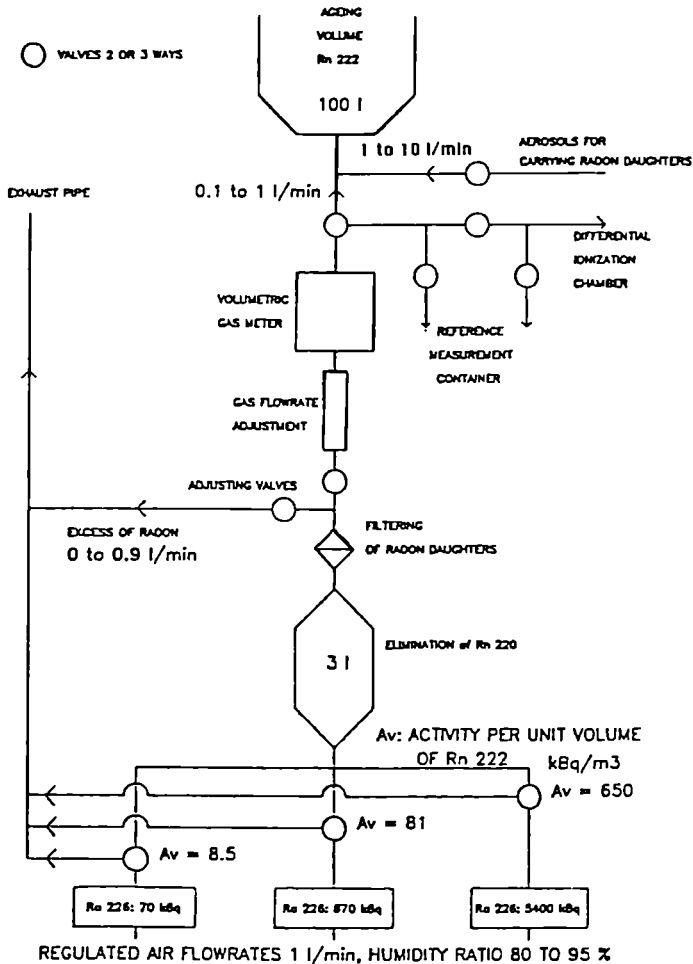 AGEING
VOLUME
Rn 222
100 l
VALVES 2 OR 3 WAYS
1 to 10 l/min
AEROSOLS FOR
CARRYING RADON DAUGHTERS
EXHAUST PIPE
0.1 to 1 l/min
DIFFERENTIAL
IONIZATION
CHAMBER
VOLUMETRIC
GAS METER
REFERENCE
MEASUREMENT
CONTAINER
GAS FLOWRATE
ADJUSTMENT
ADJUSTING VALVES
EXCESS OF RADON
0 to 0.9 l/min
FILTERING
OF RADON DAUGHTERS
3 l
ELIMINATION of Rn 220
Av: ACTIVITY PER UNIT VOLUME
OF Rn 222 kBq/m3
Av = 650
Av = 81
Av = 8.5
Ra 226: 70 kBq
Ra 226: 670 kBq
Ra 226: 5400 kBq
REGULATED AIR FLOWRATES 1 l/min, HUMIDITY RATIO 80 TO 95 %